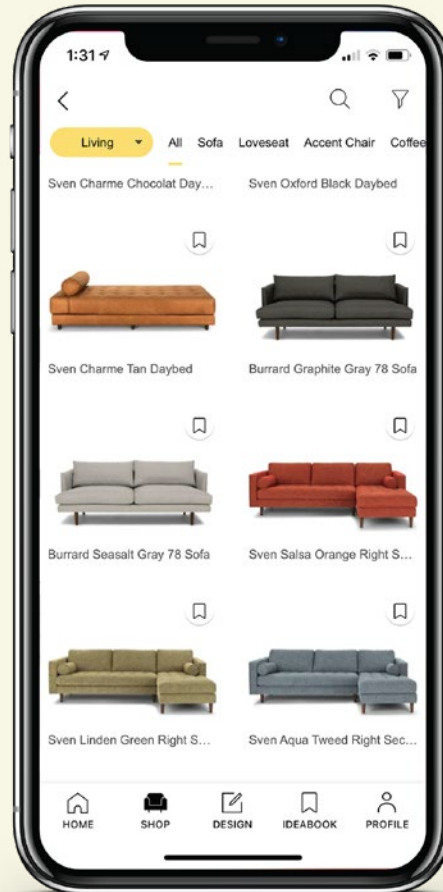 1:31
Living All Sofa Loveseat Accent Chair Coffee
Sven Charme Chocolat Day... Sven Oxford Black Daybed
Sven Charme Tan Daybed Burrard Graphite Gray 78 Sofa
Burrard Seasalt Gray 78 Sofa Sven Salsa Orange Right S...
Sven Linden Green Right S... Sven Aqua Tweed Right Sec...
HOME SHOP DESIGN IDEABOOK PROFILE